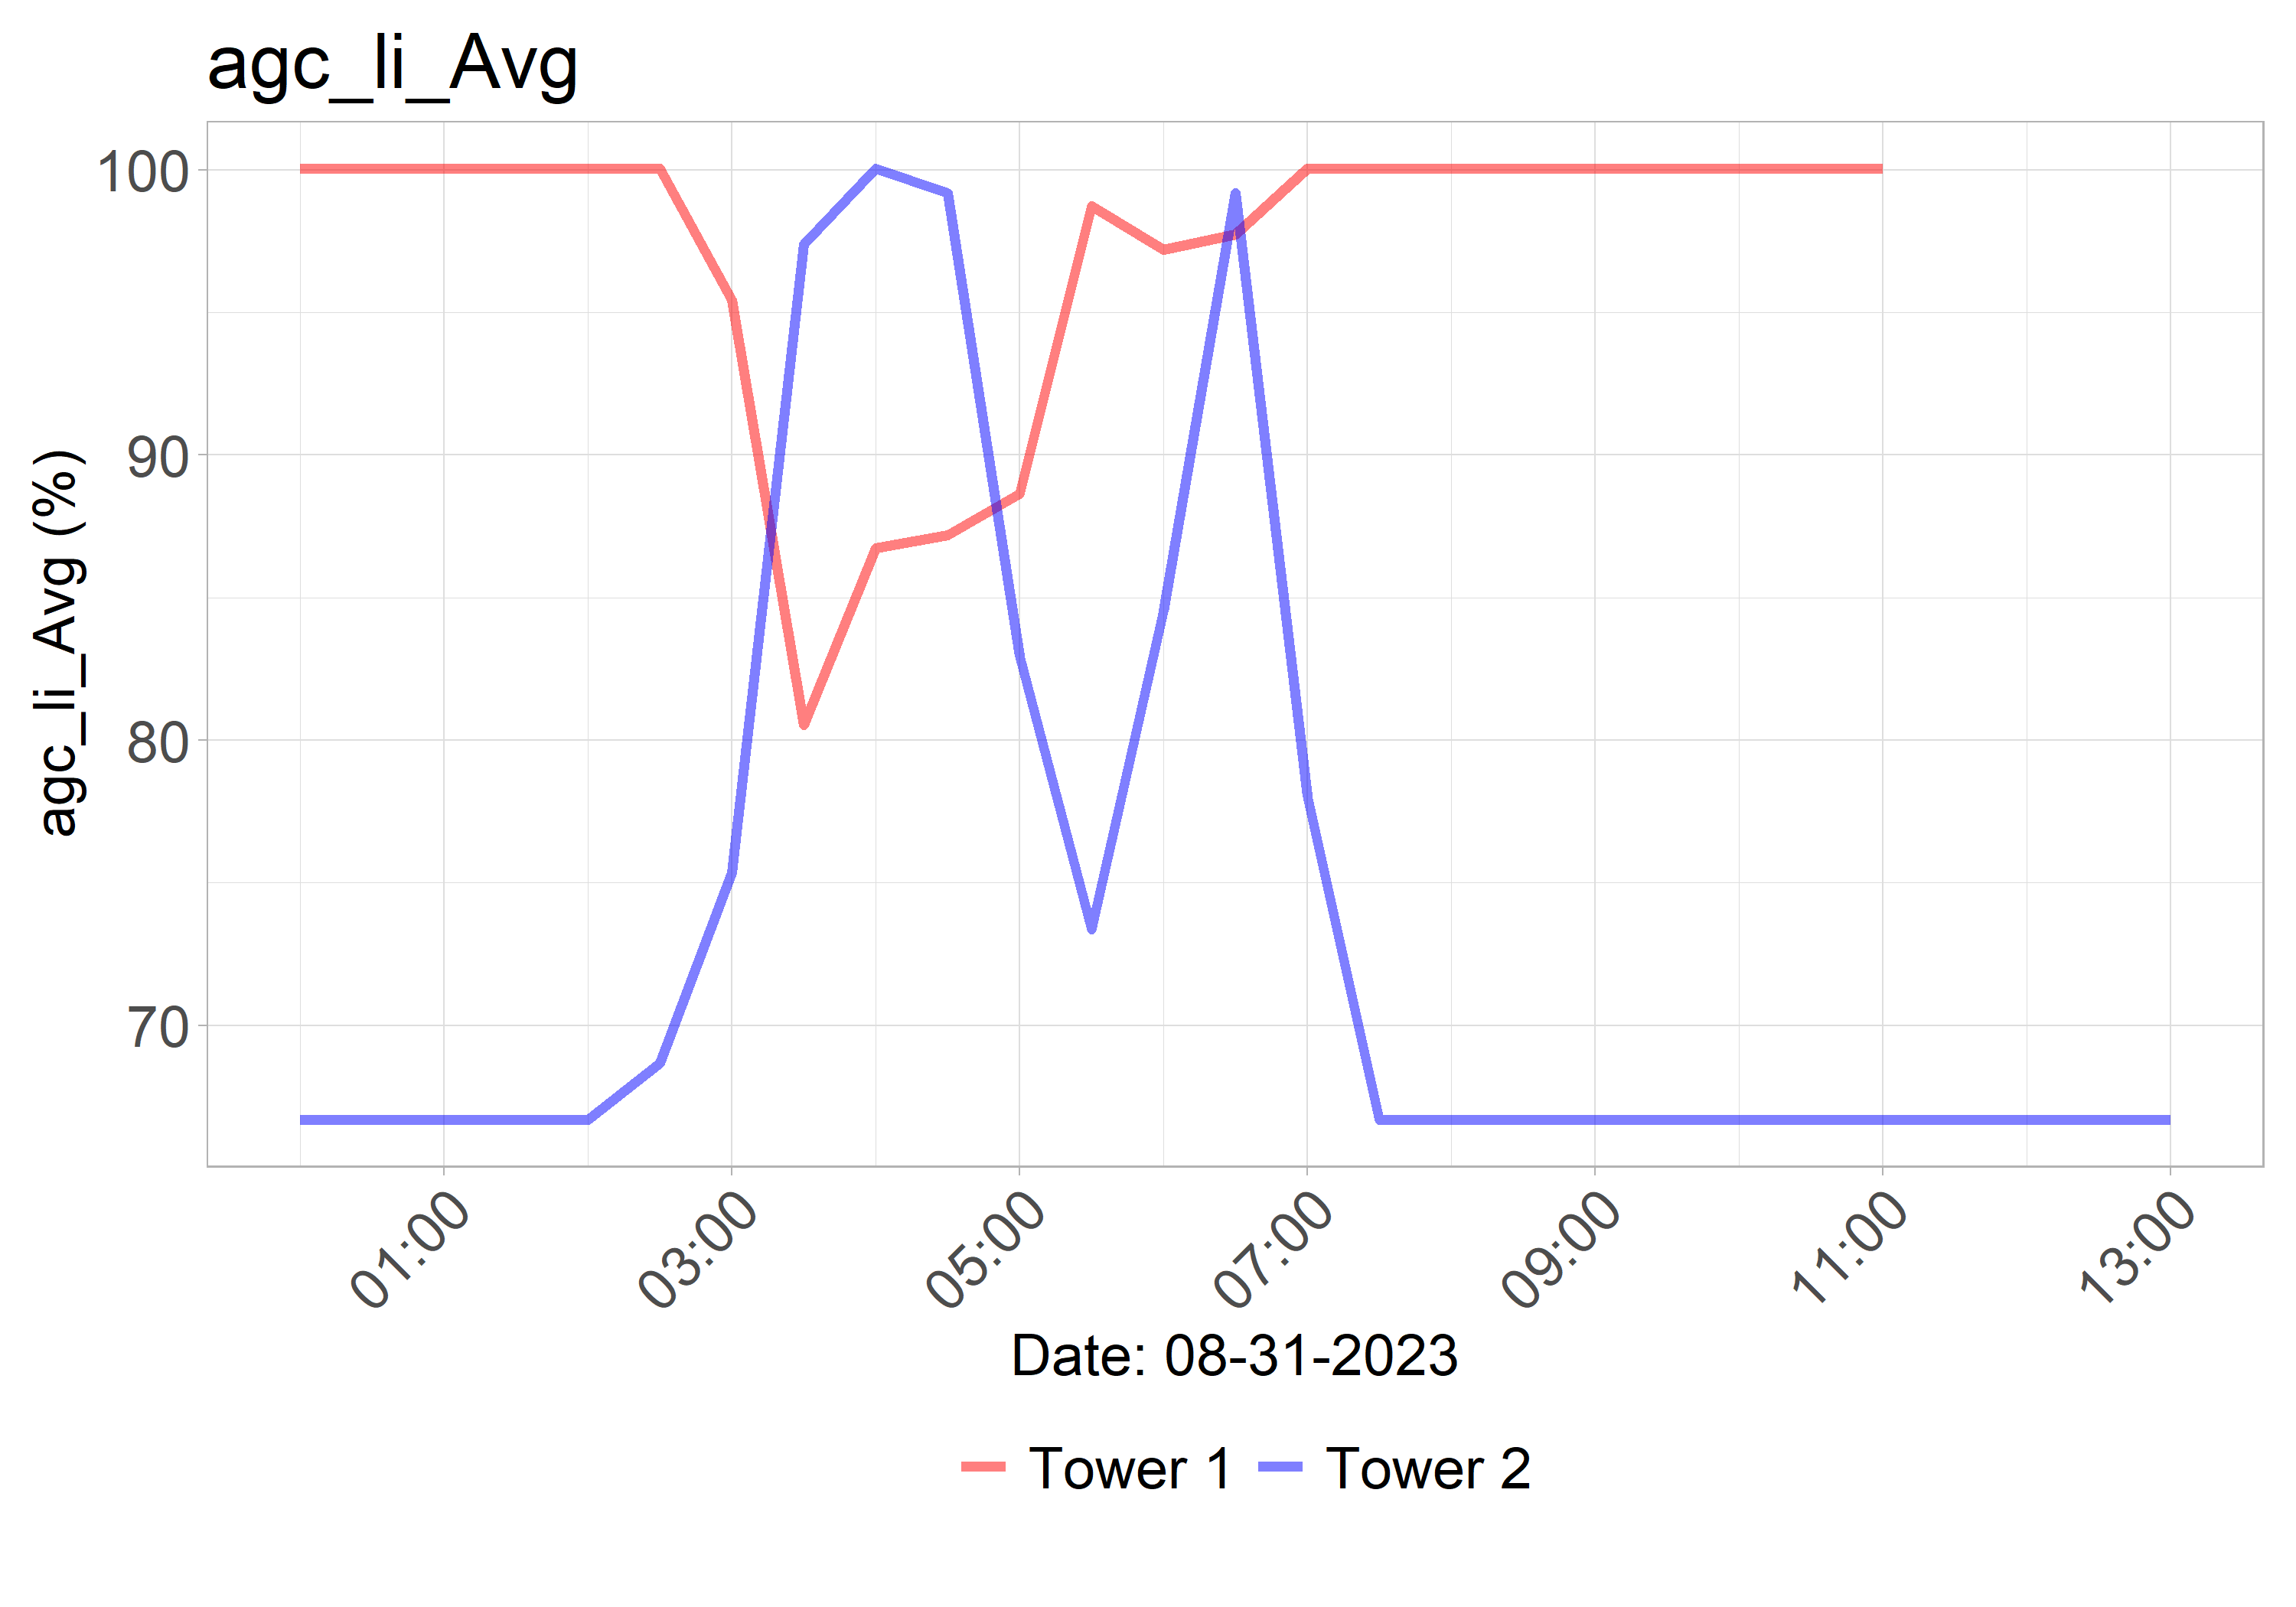 agc_li_Avg
agc_li_Avg (%)
100
90
80
70
01:00 03:00 05:00 07:00 09:00 11:00 13:00
Date: 08-31-2023
Tower 1 Tower 2